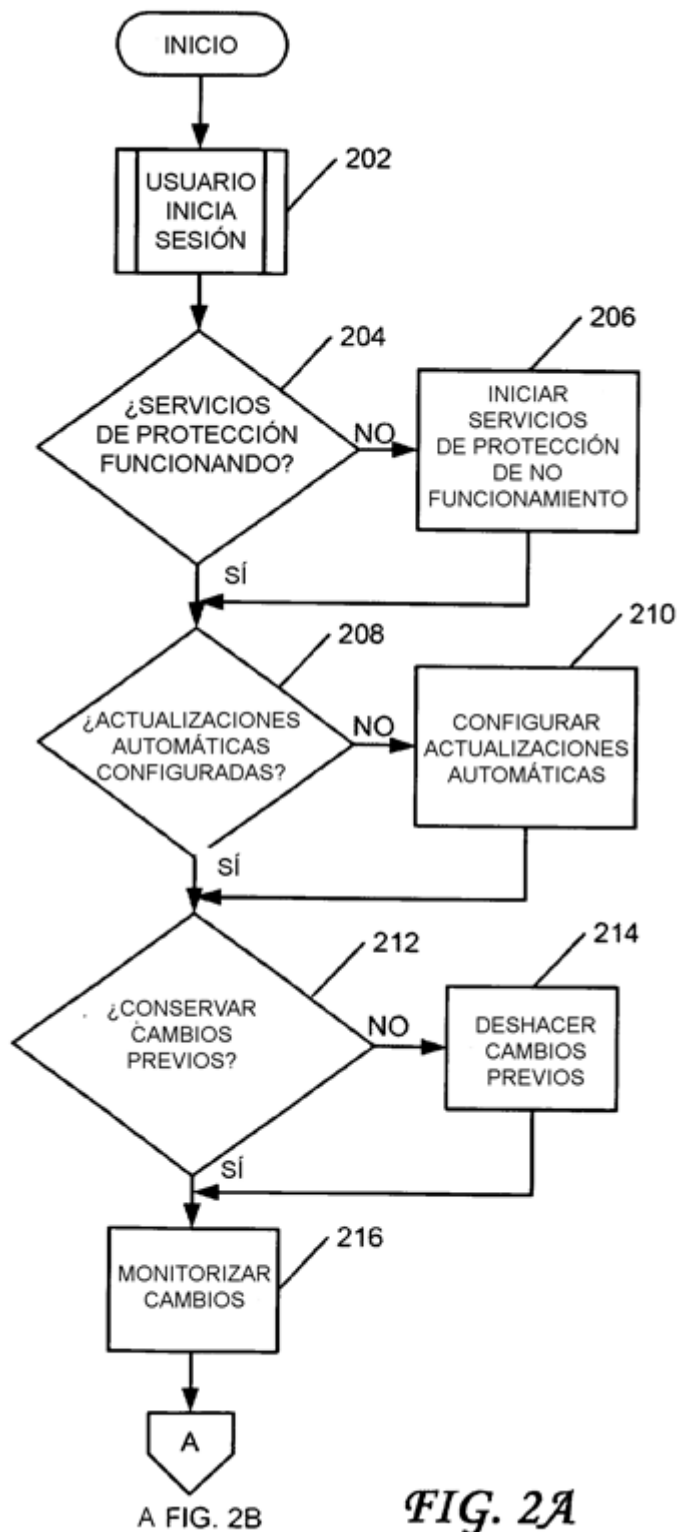 INICIO
202
USUARIO
INICIA
SESIÓN
204
¿SERVICIOS
DE PROTECCIÓN
FUNCIONANDO?
NO
206
INICIAR
SERVICIOS
DE PROTECCIÓN
DE NO
FUNCIONAMIENTO
SÍ
208
¿ACTUALIZACIONES
AUTOMÁTICAS
CONFIGURADAS?
NO
210
CONFIGURAR
ACTUALIZACIONES
AUTOMÁTICAS
SÍ
212
¿CONSERVAR
CAMBIOS
PREVIOS?
NO
214
DESHACER
CAMBIOS
PREVIOS
SÍ
216
MONITORIZAR
CAMBIOS
A
A FIG. 2B
FIG. 2A